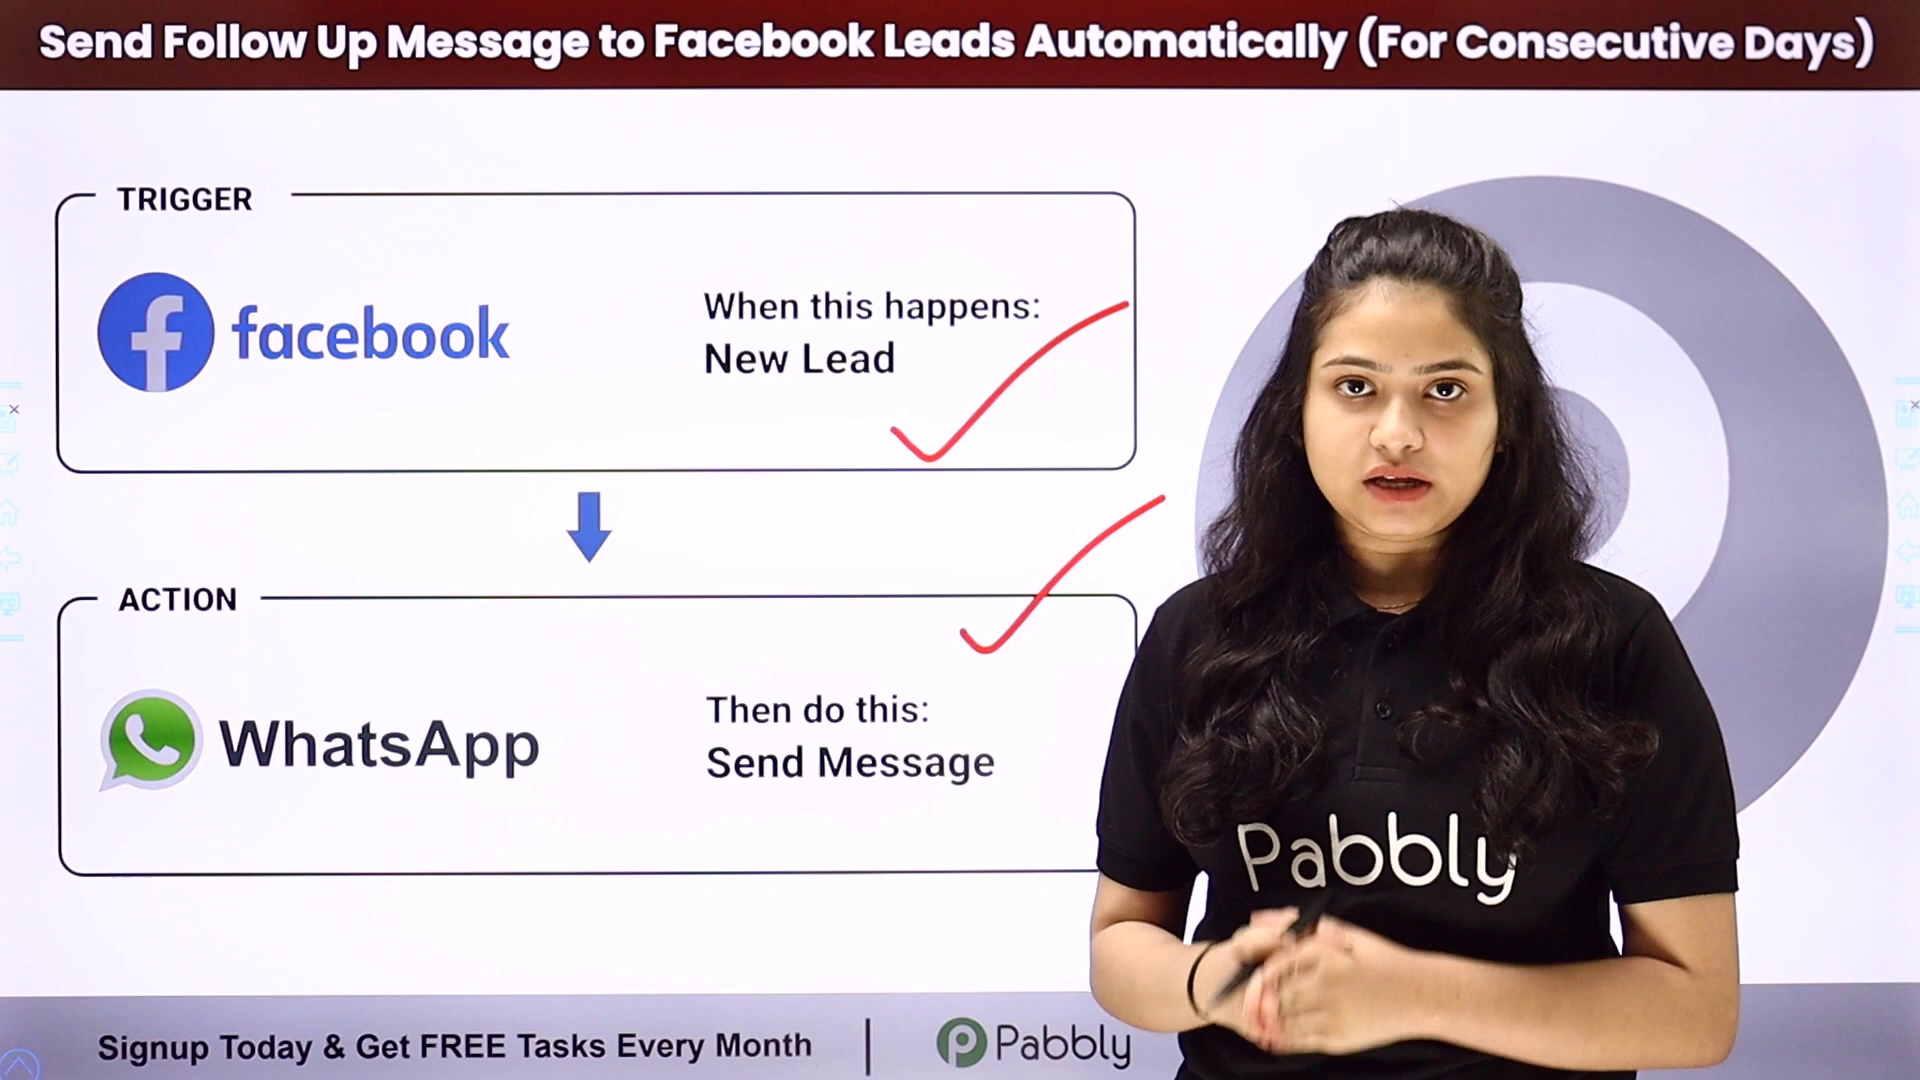 Send Follow Up Message to Facebook Leads Automatically (For Consecutive Days)
TRIGGER
facebook
When this happens:
New Lead
ACTION
WhatsApp
Then do this:
Send Message
Pabbly
Signup Today & Get FREE Tasks Every Month | Pabbly